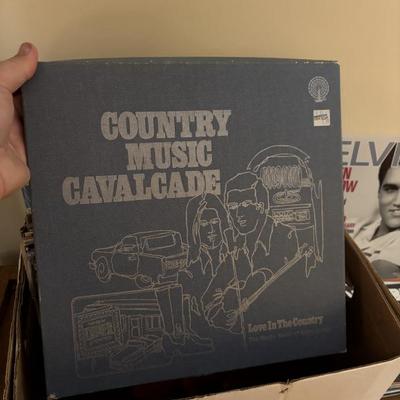 COUNTRY
MUSIC
CAVALCADE
Love In The Country
ELVI